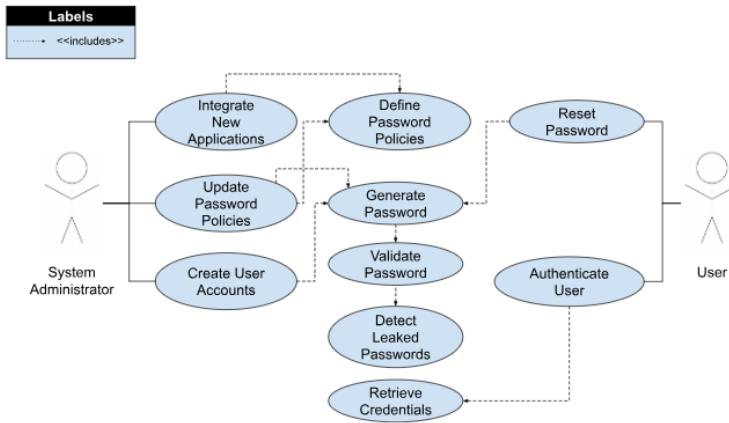 Labels
<<includes>>
Integrate
New
Applications
Define
Password
Policies
Reset
Password
Update
Password
Policies
Generate
Password
System
Administrator
Create User
Accounts
Validate
Password
Authenticate
User
User
Detect
Leaked
Passwords
Retrieve
Credentials